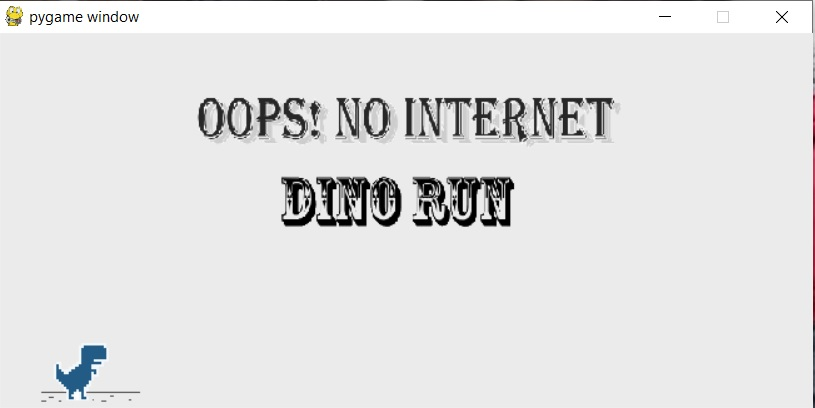 pygame window
OOPS! NO INTERNET
DINO RUN